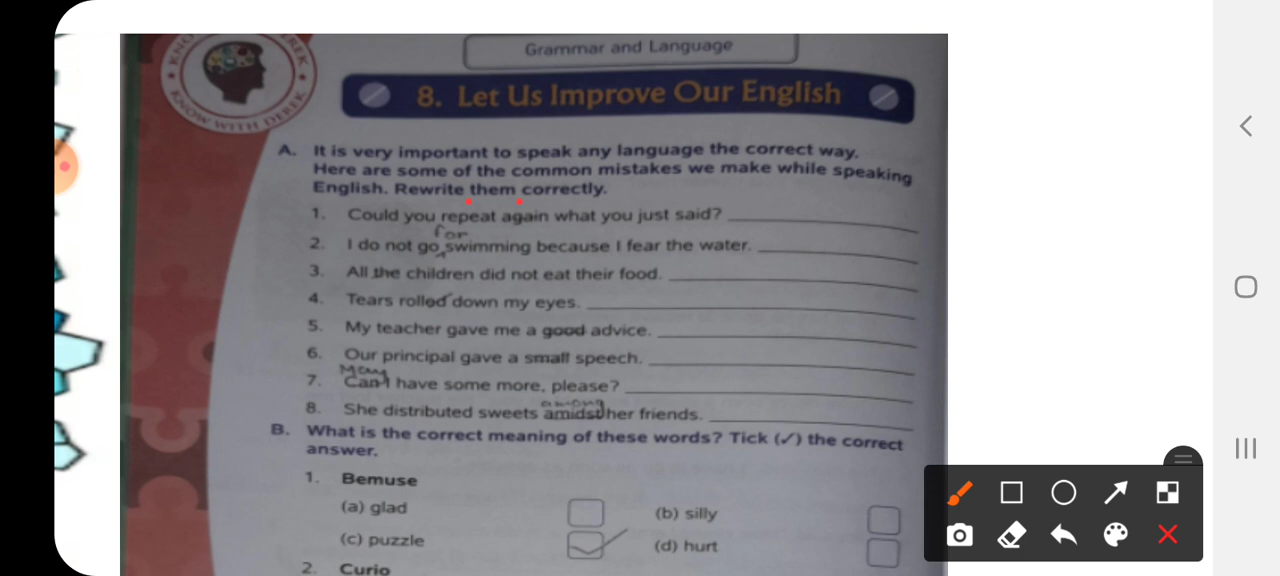 Grammar and Language
KNOW WITH DEREK
8. Let Us Improve Our English
A. It is very important to speak any language the correct way.
Here are some of the common mistakes we make while speaking
English. Rewrite them correctly.
1. Could you repeat again what you just said?
for
2. I do not go swimming because I fear the water.
3. All the children did not eat their food.
4. Tears rolled down my eyes.
5. My teacher gave me a good advice.
6. Our principal gave a small speech.
May
7. Can I have some more, please?
among
8. She distributed sweets amidst her friends.
B. What is the correct meaning of these words? Tick (✓) the correct
answer.
1. Bemuse
(a) glad (b) silly
(c) puzzle (d) hurt
2. Curio